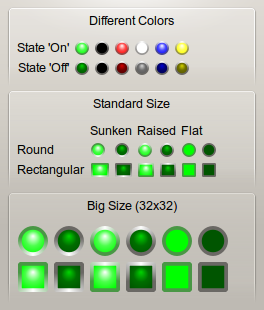 Different Colors
State 'On'
State 'Off'
Standard Size
Sunken Raised Flat
Round
Rectangular
Big Size (32x32)